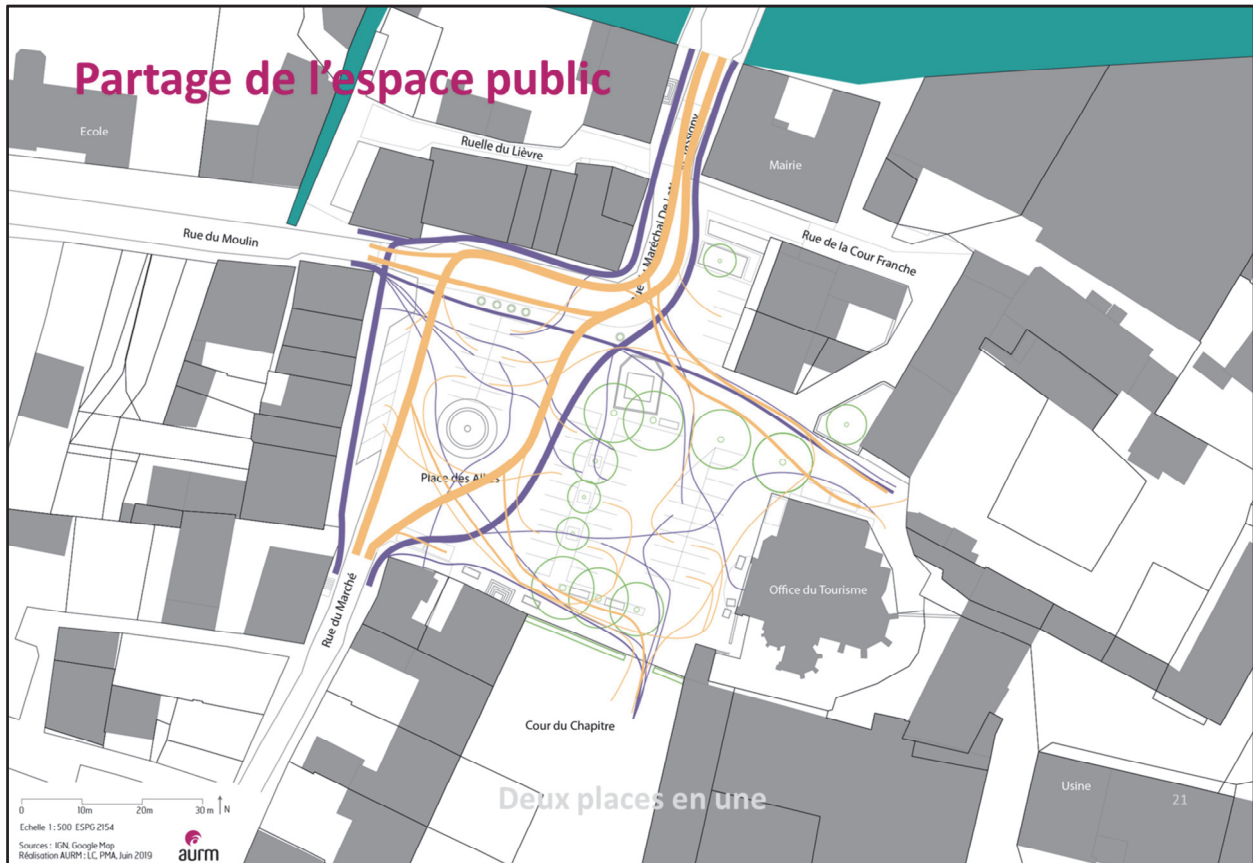 Partage de l’espace public
Ecole
Ruelle du Lièvre
Mairie
Rue du Moulin
Rue de la Cour Franche
Maréchal De
Place des
Office du Tourisme
Rue du Marché
Cour du Chapitre
Usine
Deux places en une
21
0 10m 20m 30 m N
Echelle 1:500 ESPG 2154
Sources : IGN, Google Map
Réalisation AURM : LC, PMA, Juin 2019
aurm